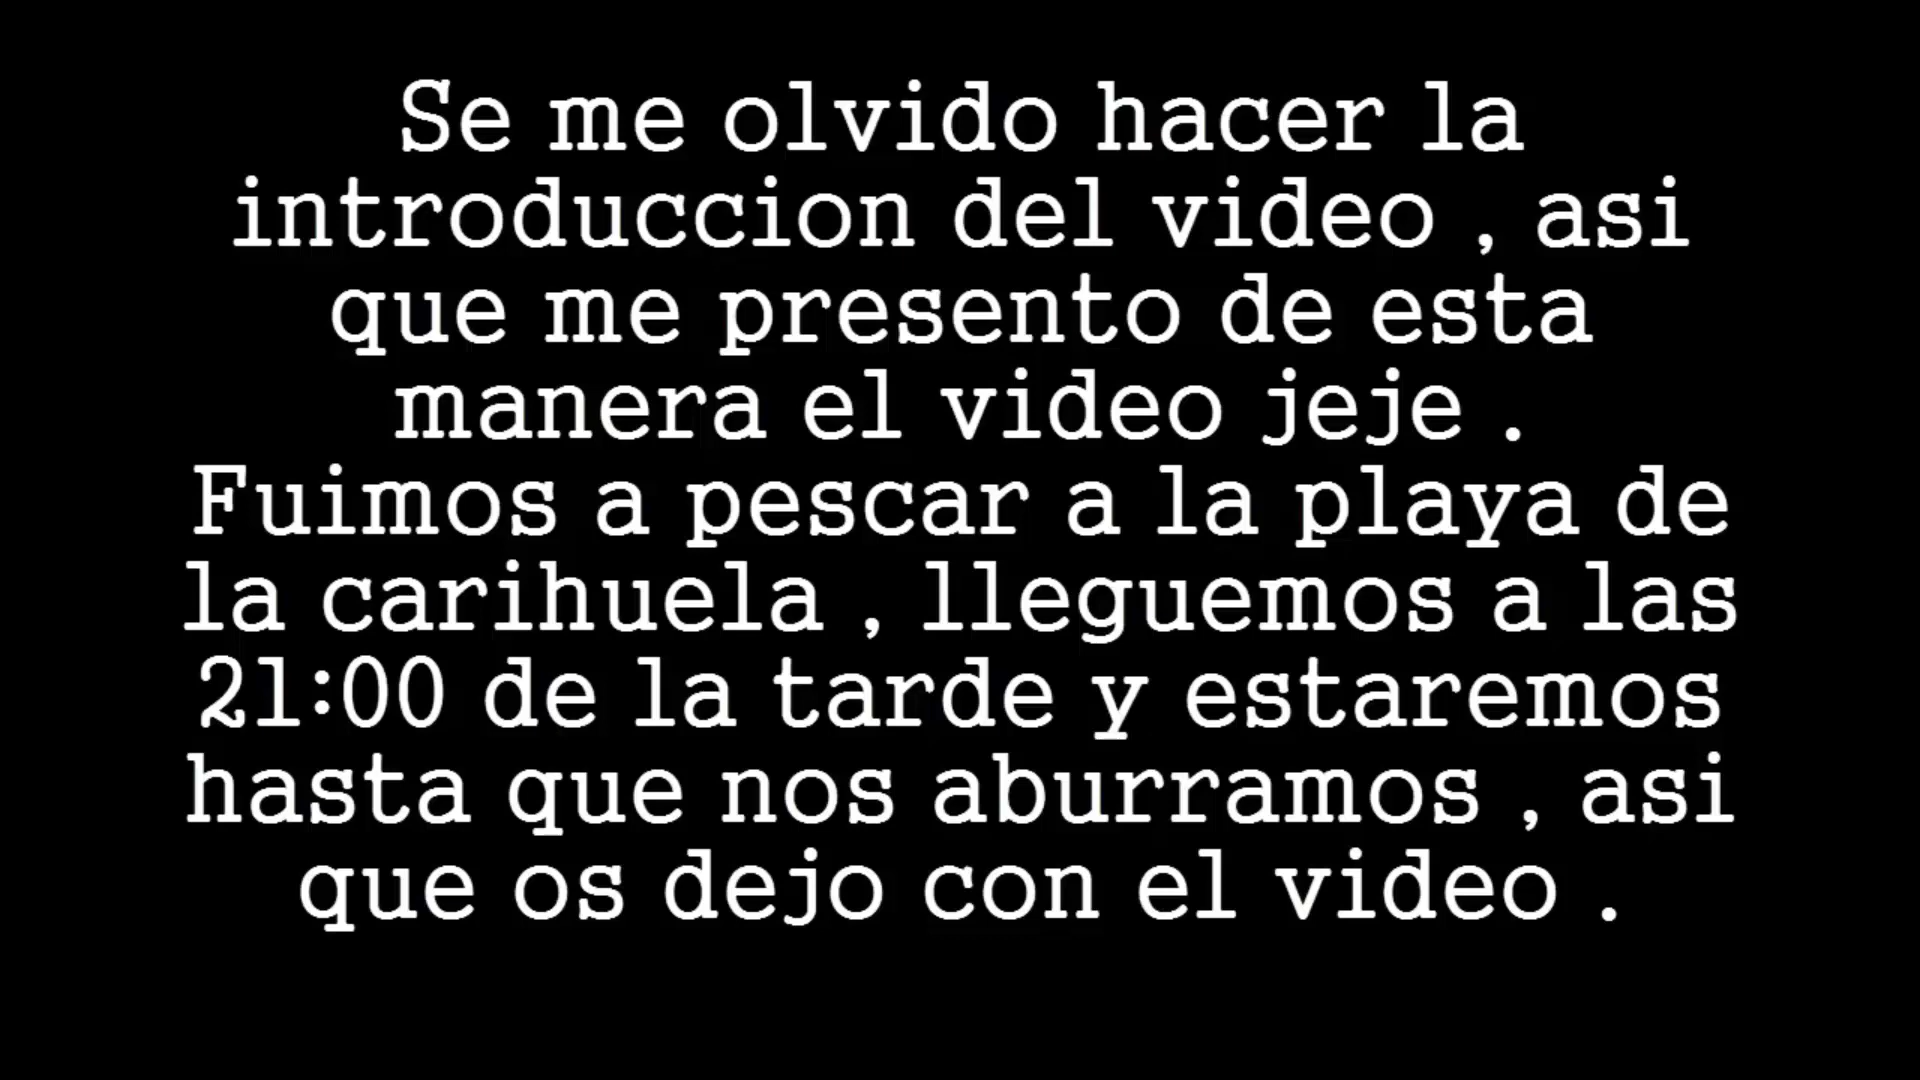 Se me olvido hacer la
introduccion del video , asi
que me presento de esta
manera el video jeje .
Fuimos a pescar a la playa de
la carihuela , lleguemos a las
21:00 de la tarde y estaremos
hasta que nos aburramos , asi
que os dejo con el video .